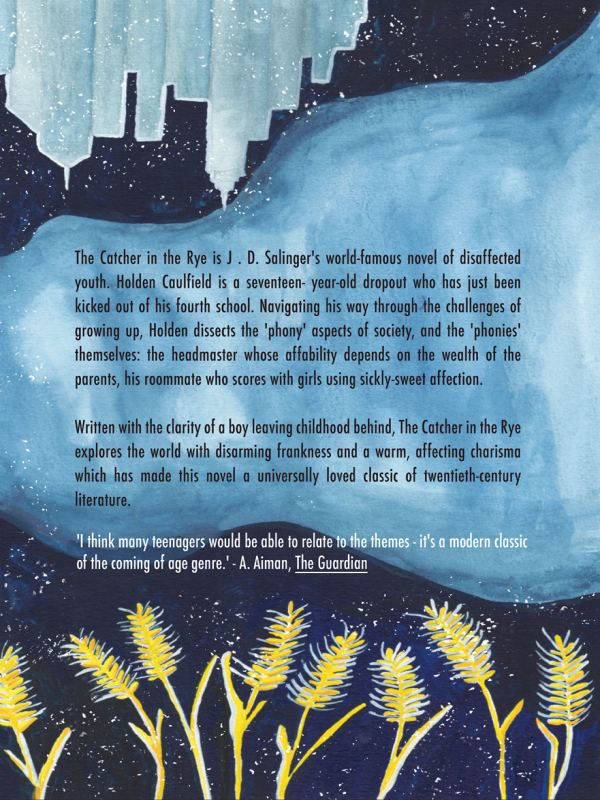 The Catcher in the Rye is J . D. Salinger's world-famous novel of disaffected
youth. Holden Caulfield is a seventeen- year-old dropout who has just been
kicked out of his fourth school. Navigating his way through the challenges of
growing up, Holden dissects the 'phony' aspects of society, and the 'phonies'
themselves: the headmaster whose affability depends on the wealth of the
parents, his roommate who scores with girls using sickly-sweet affection.
Written with the clarity of a boy leaving childhood behind, The Catcher in the Rye
explores the world with disarming frankness and a warm, affecting charisma
which has made this novel a universally loved classic of twentieth-century
literature.
'I think many teenagers would be able to relate to the themes - it's a modern classic
of the coming of age genre.' - A. Aiman, The Guardian